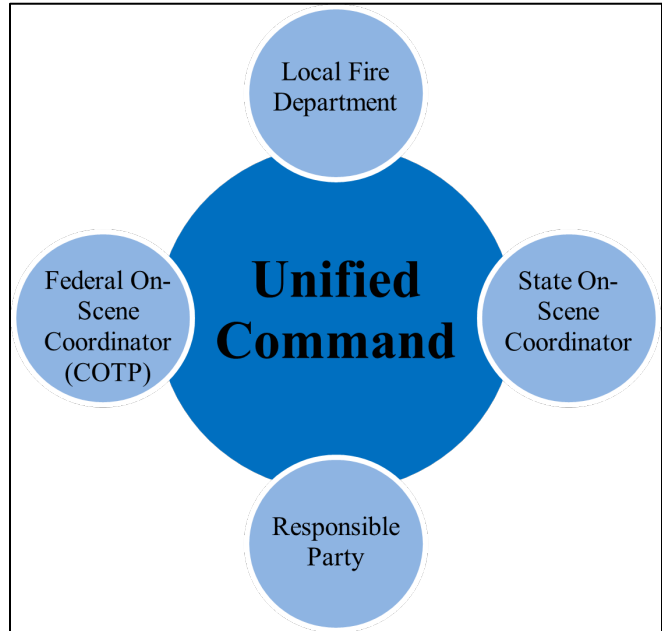 Local Fire
Department
Federal On-
Scene
Coordinator
(COTP)
Unified
Command
State On-
Scene
Coordinator
Responsible
Party